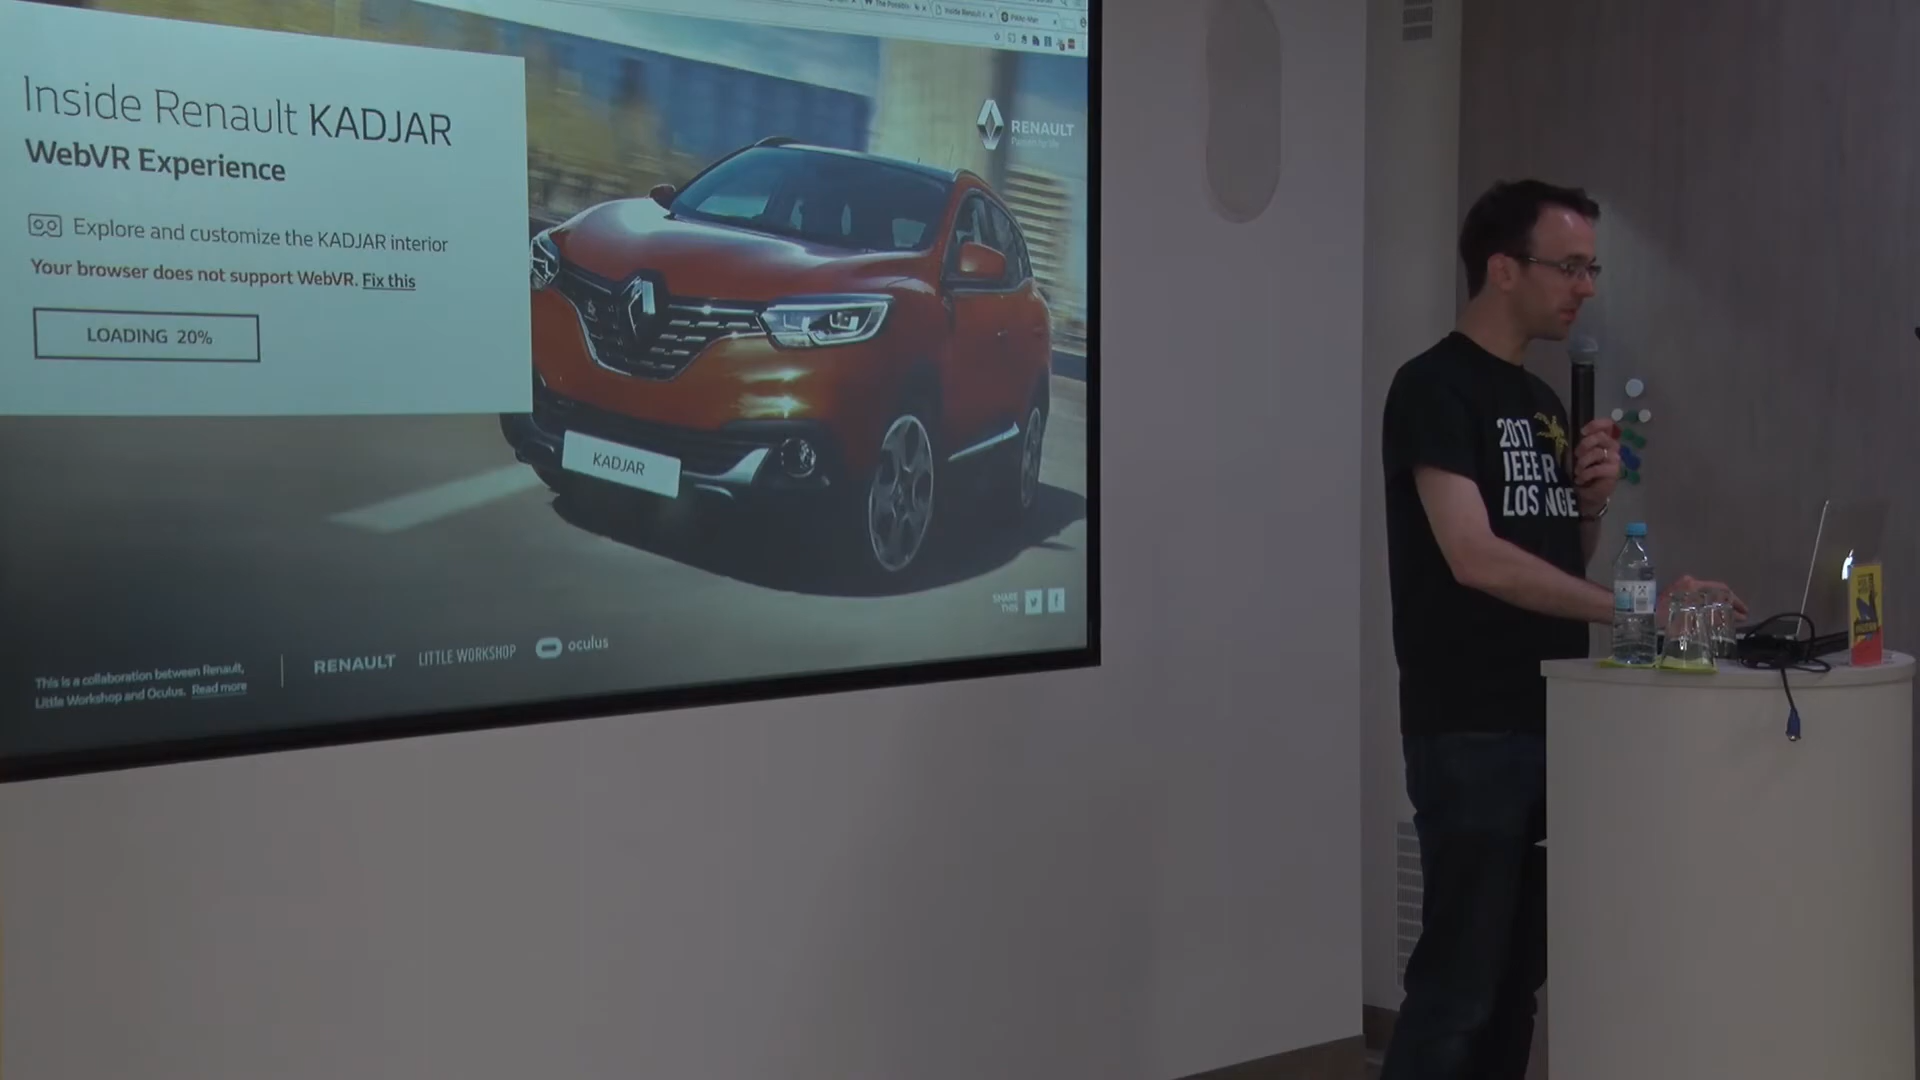 Inside Renault KADJAR
WebVR Experience
Explore and customize the KADJAR interior
Your browser does not support WebVR. Fix this
LOADING 20%
RENAULT
KADJAR
SHARE
THIS
This is a collaboration between Renault,
Little Workshop and Oculus. Read more
RENAULT
LITTLE WORKSHOP
oculus
2017
IEEE
LOS